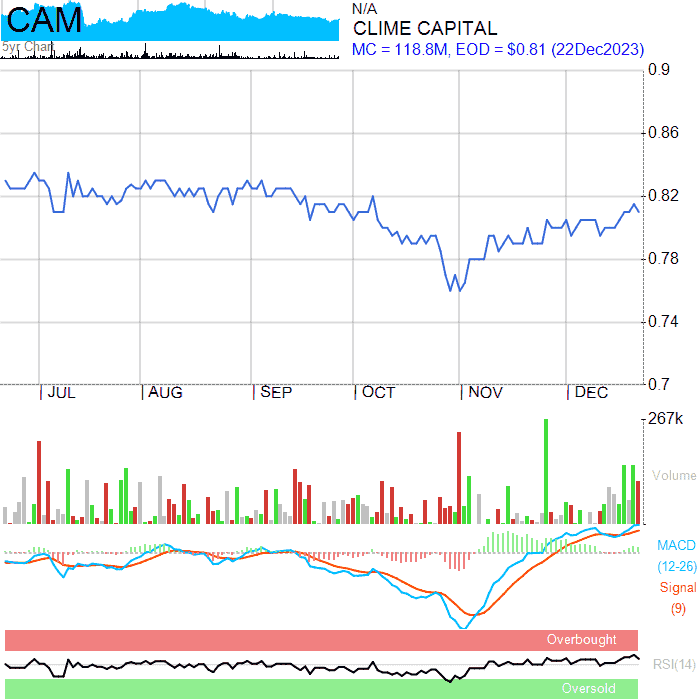 CAM
5yr Chart
N/A
CLIME CAPITAL
MC = 118.8M, EOD = $0.81 (22Dec2023)
0.9
0.86
0.82
0.78
0.74
0.7
JUL AUG SEP OCT NOV DEC
267k
Volume
MACD
(12-26)
Signal
(9)
Overbought
RSI(14)
Oversold